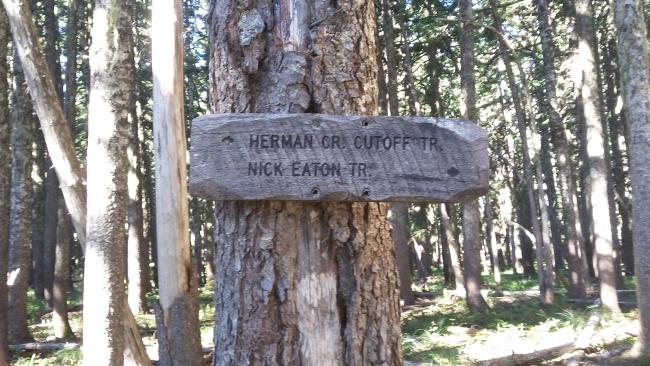 HERMAN CR. CUTOFF TR.
NICK EATON TR.